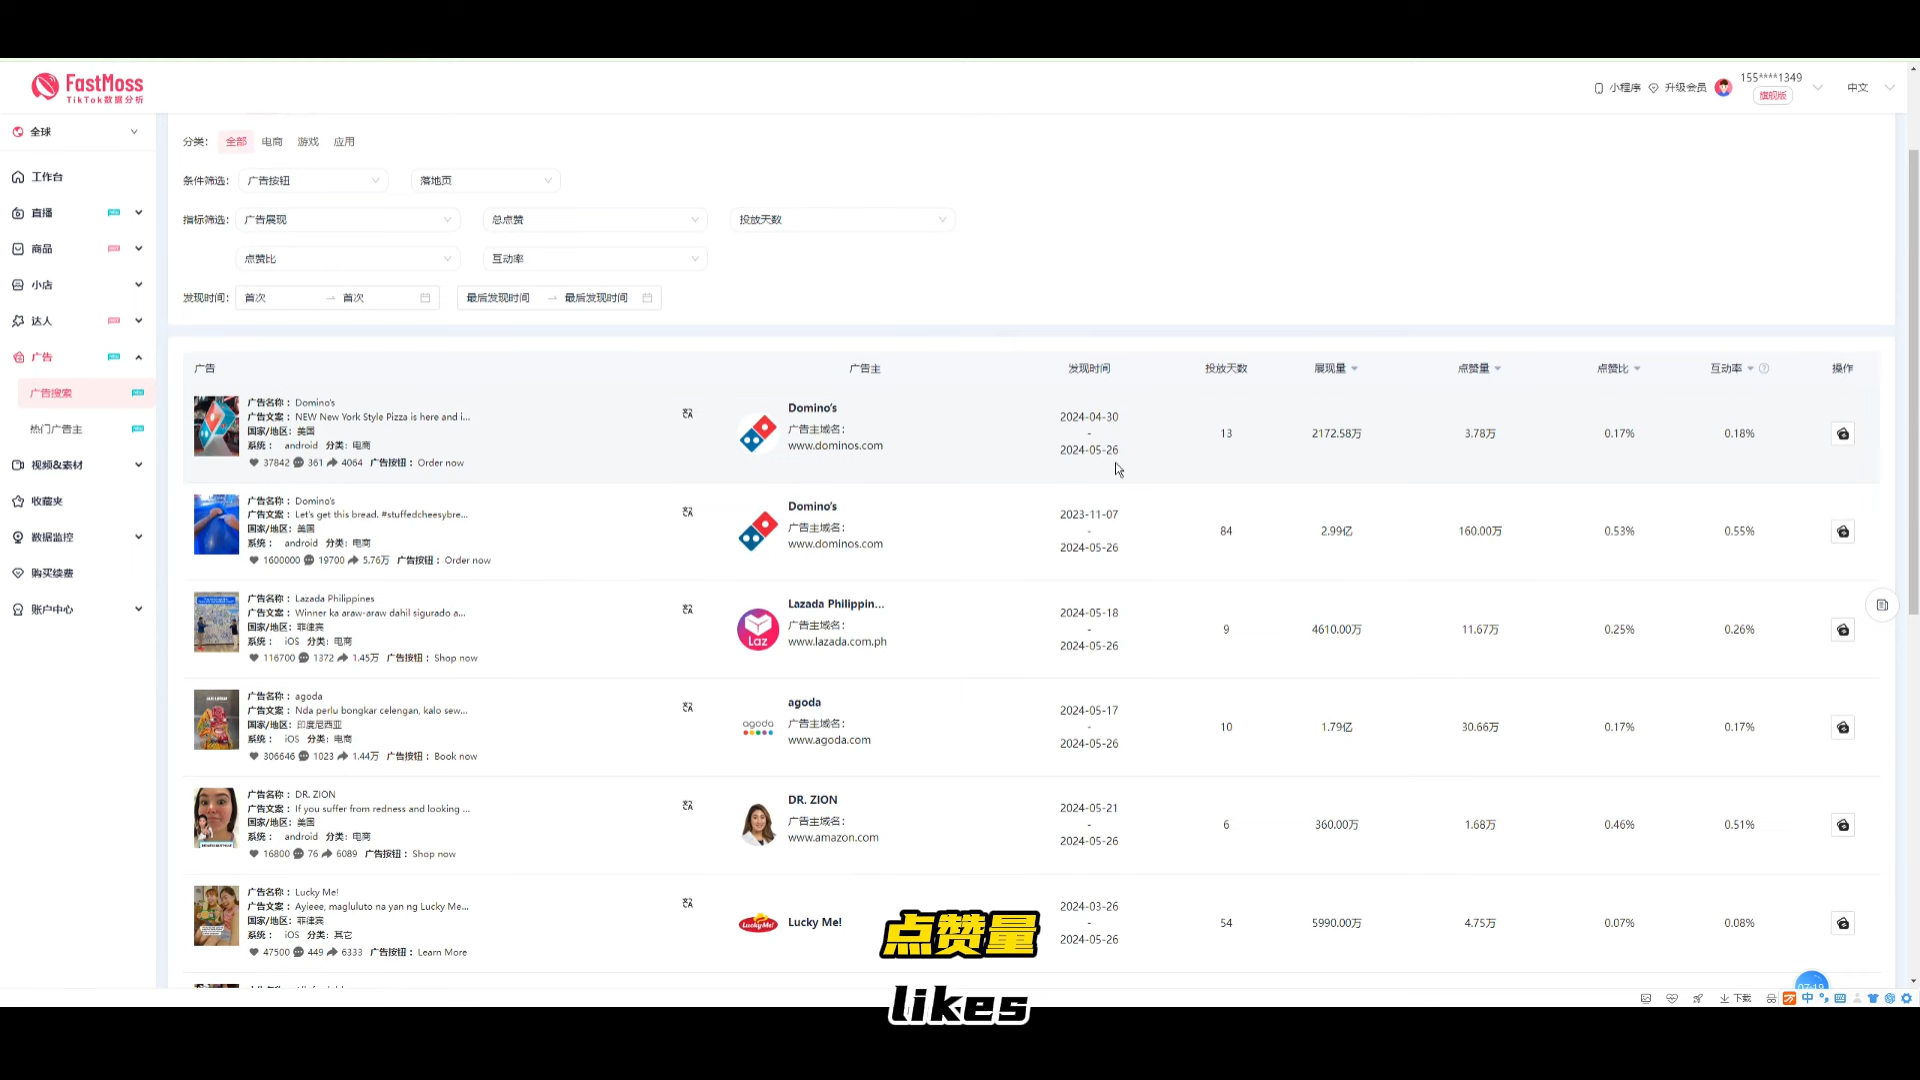 FastMoss
TikTok数据分析
小程序 升级会员 155****1349 旗舰版 中文
全球
工作台
直播
商品
小店
达人
广告
广告搜索
热门广告主
视频&素材
收藏夹
数据监控
购买续费
账户中心
分类： 全部 电商 游戏 应用
条件筛选： 广告按钮 落地页
指标筛选： 广告展现 总点赞 投放天数
点赞比 互动率
发现时间： 首次 → 首次 最后发现时间 → 最后发现时间
广告 广告主 发现时间 投放天数 展现量 点赞量 点赞比 互动率 操作
广告名称： Domino's
广告文案： NEW New York Style Pizza is here and i...
国家/地区： 美国
系统： android 分类：电商
37842 361 4064 广告按钮： Order now
Domino's
广告主域名：
www.dominos.com
2024-04-30
-
2024-05-26
13 2172.58万 3.78万 0.17% 0.18%
广告名称： Domino's
广告文案： Let's get this bread. #stuffedcheesybre...
国家/地区： 美国
系统： android 分类：电商
1600000 19700 5.76万 广告按钮： Order now
Domino's
广告主域名：
www.dominos.com
2023-11-07
-
2024-05-26
84 2.99亿 160.00万 0.53% 0.55%
广告名称： Lazada Philippines
广告文案： Winner ka araw-araw dahil sigurado a...
国家/地区： 菲律宾
系统： iOS 分类：电商
116700 1372 1.45万 广告按钮： Shop now
Laz
Lazada Philippin...
广告主域名：
www.lazada.com.ph
2024-05-18
-
2024-05-26
9 4610.00万 11.67万 0.25% 0.26%
广告名称： agoda
广告文案： Nda perlu bongkar celengan, kalo sew...
国家/地区： 印度尼西亚
系统： iOS 分类：电商
306646 1023 1.44万 广告按钮： Book now
agoda
agoda
广告主域名：
www.agoda.com
2024-05-17
-
2024-05-26
10 1.79亿 30.66万 0.17% 0.17%
广告名称： DR. ZION
广告文案： If you suffer from redness and looking ...
国家/地区： 美国
系统： android 分类：电商
16800 76 6089 广告按钮： Shop now
DR. ZION
广告主域名：
www.amazon.com
2024-05-21
-
2024-05-26
6 360.00万 1.68万 0.46% 0.51%
广告名称： Lucky Me!
广告文案： Ayieee, magluluto na yan ng Lucky Me...
国家/地区： 菲律宾
系统： iOS 分类：其它
47500 449 6333 广告按钮： Learn More
Lucky Me!
Lucky Me!
2024-03-26
-
2024-05-26
54 5990.00万 4.75万 0.07% 0.08%
点赞量
likes
07:19
下载
中